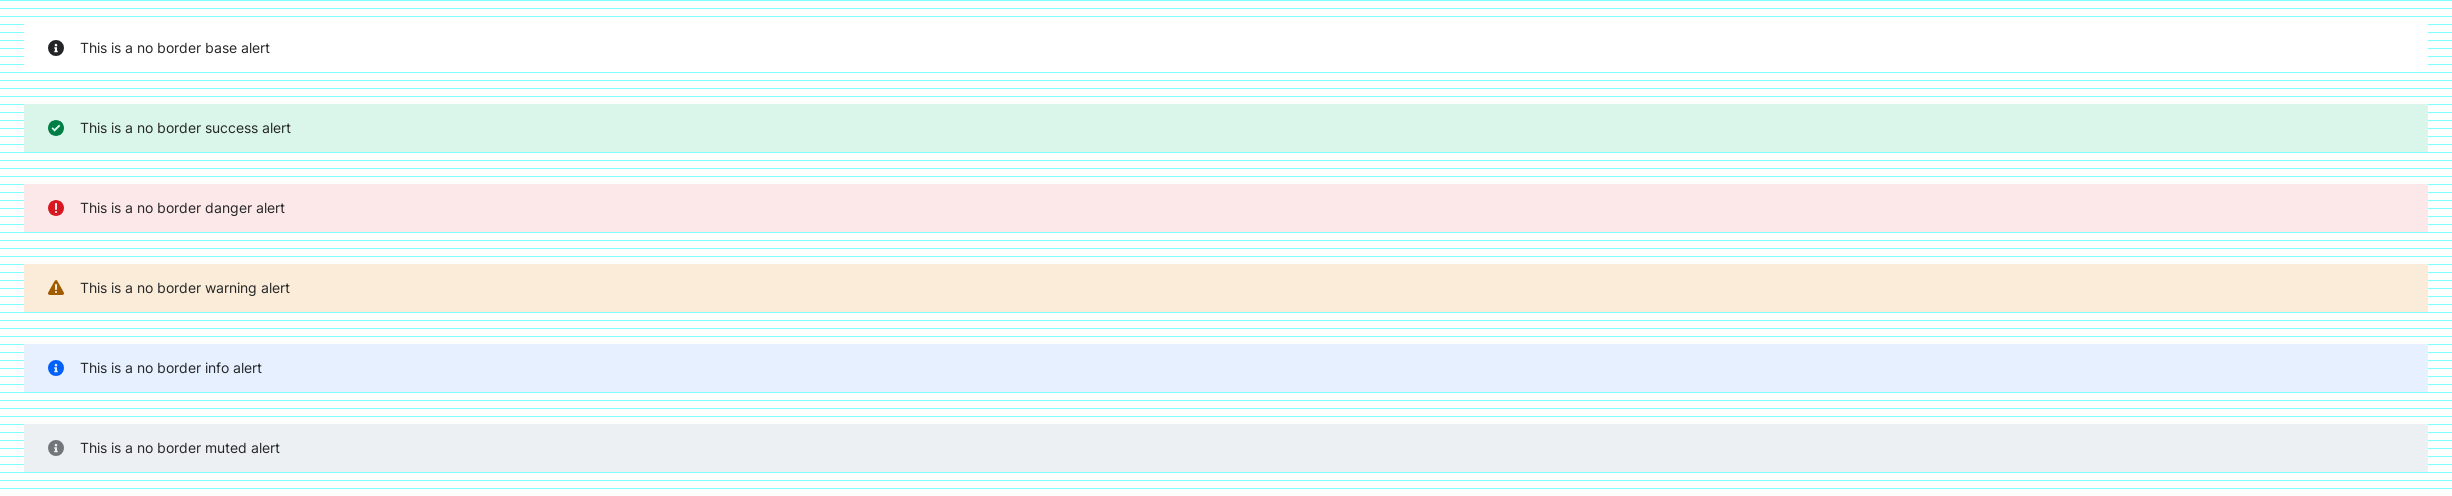 This is a no border base alert
This is a no border success alert
This is a no border danger alert
This is a no border warning alert
This is a no border info alert
This is a no border muted alert